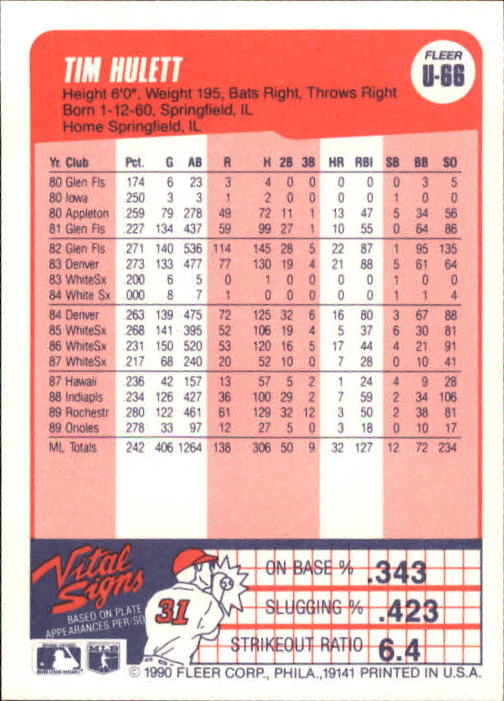 TIM HULETT
FLEER
U-66
Height 6'0", Weight 195, Bats Right, Throws Right
Born 1-12-60, Springfield, IL
Home Springfield, IL
Yr. Club Pct. G AB R H 2B 3B HR RBI SB BB SO
80 Glen Fls .174 6 23 3 4 0 0 0 0 0 3 5
80 Iowa .250 3 3 1 2 0 0 0 0 1 0 0
80 Appleton .259 79 278 49 72 11 1 13 47 5 34 56
81 Glen Fls .227 134 437 59 99 27 1 10 55 0 64 86
82 Glen Fls .271 140 536 114 145 28 5 22 87 1 95 135
83 Denver .273 133 477 77 130 19 4 21 88 5 61 64
83 WhiteSx .200 6 5 0 1 0 0 0 0 1 0 0
84 White Sx .000 8 7 1 0 0 0 0 0 1 1 4
84 Denver .263 139 475 72 125 32 6 16 80 3 67 88
85 WhiteSx .268 141 395 52 106 19 4 5 37 6 30 81
86 WhiteSx .231 150 520 53 120 16 5 17 44 4 21 91
87 WhiteSx .217 68 240 20 52 10 0 7 28 0 10 41
87 Hawaii .236 42 157 13 57 5 2 1 24 4 9 28
88 Indiapls .234 126 427 36 100 29 2 7 59 2 34 106
89 Rochestr .280 122 461 61 129 32 12 3 50 2 38 81
89 Orioles .278 33 97 12 27 5 0 3 18 0 10 17
ML Totals .242 406 1264 138 306 50 9 32 127 12 72 234
Vital Signs
BASED ON PLATE
APPEARANCES PER/SO
31
ON BASE % .343
SLUGGING % .423
STRIKEOUT RATIO 6.4
MLB
© 1990 FLEER CORP., PHILA., 19141 PRINTED IN U.S.A.